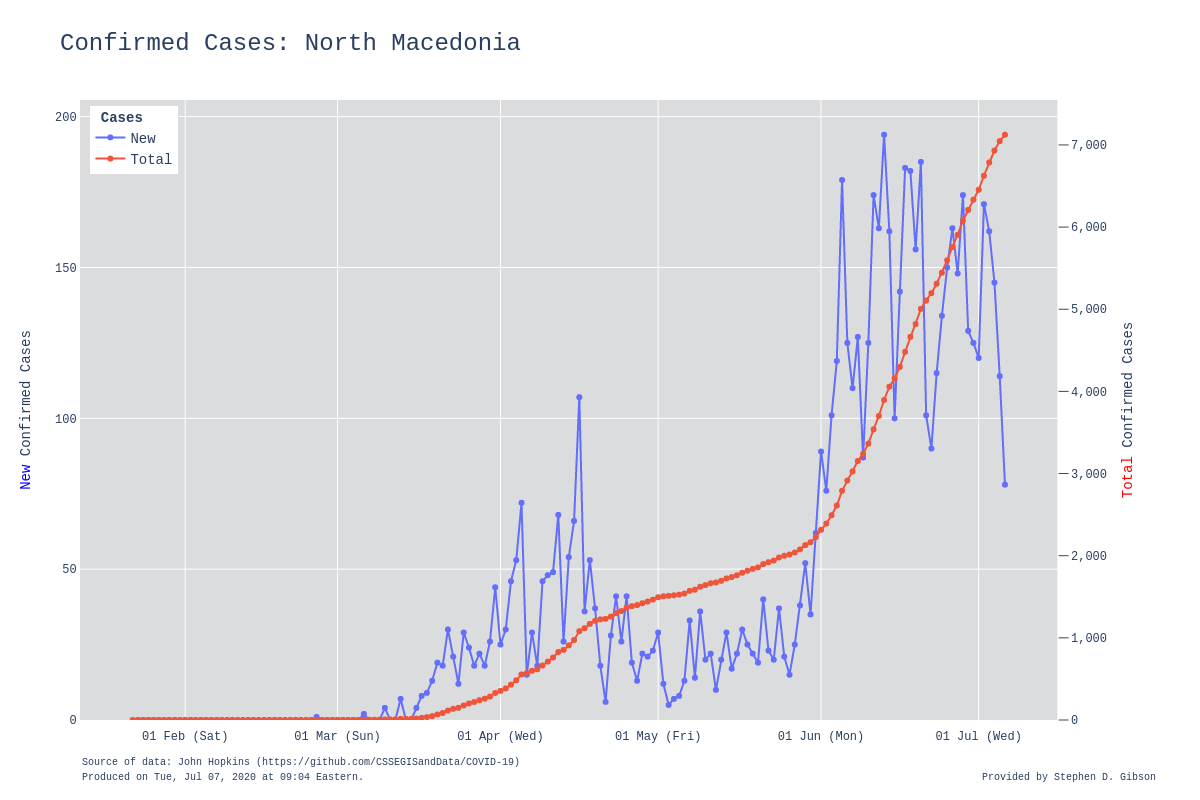 Confirmed Cases: North Macedonia
Cases
New
Total
200
150
100
50
0
7,000
6,000
5,000
4,000
3,000
2,000
1,000
0
New Confirmed Cases
Total Confirmed Cases
01 Feb (Sat)
01 Mar (Sun)
01 Apr (Wed)
01 May (Fri)
01 Jun (Mon)
01 Jul (Wed)
Source of data: John Hopkins (https://github.com/CSSEGISandData/COVID-19)
Produced on Tue, Jul 07, 2020 at 09:04 Eastern.
Provided by Stephen D. Gibson